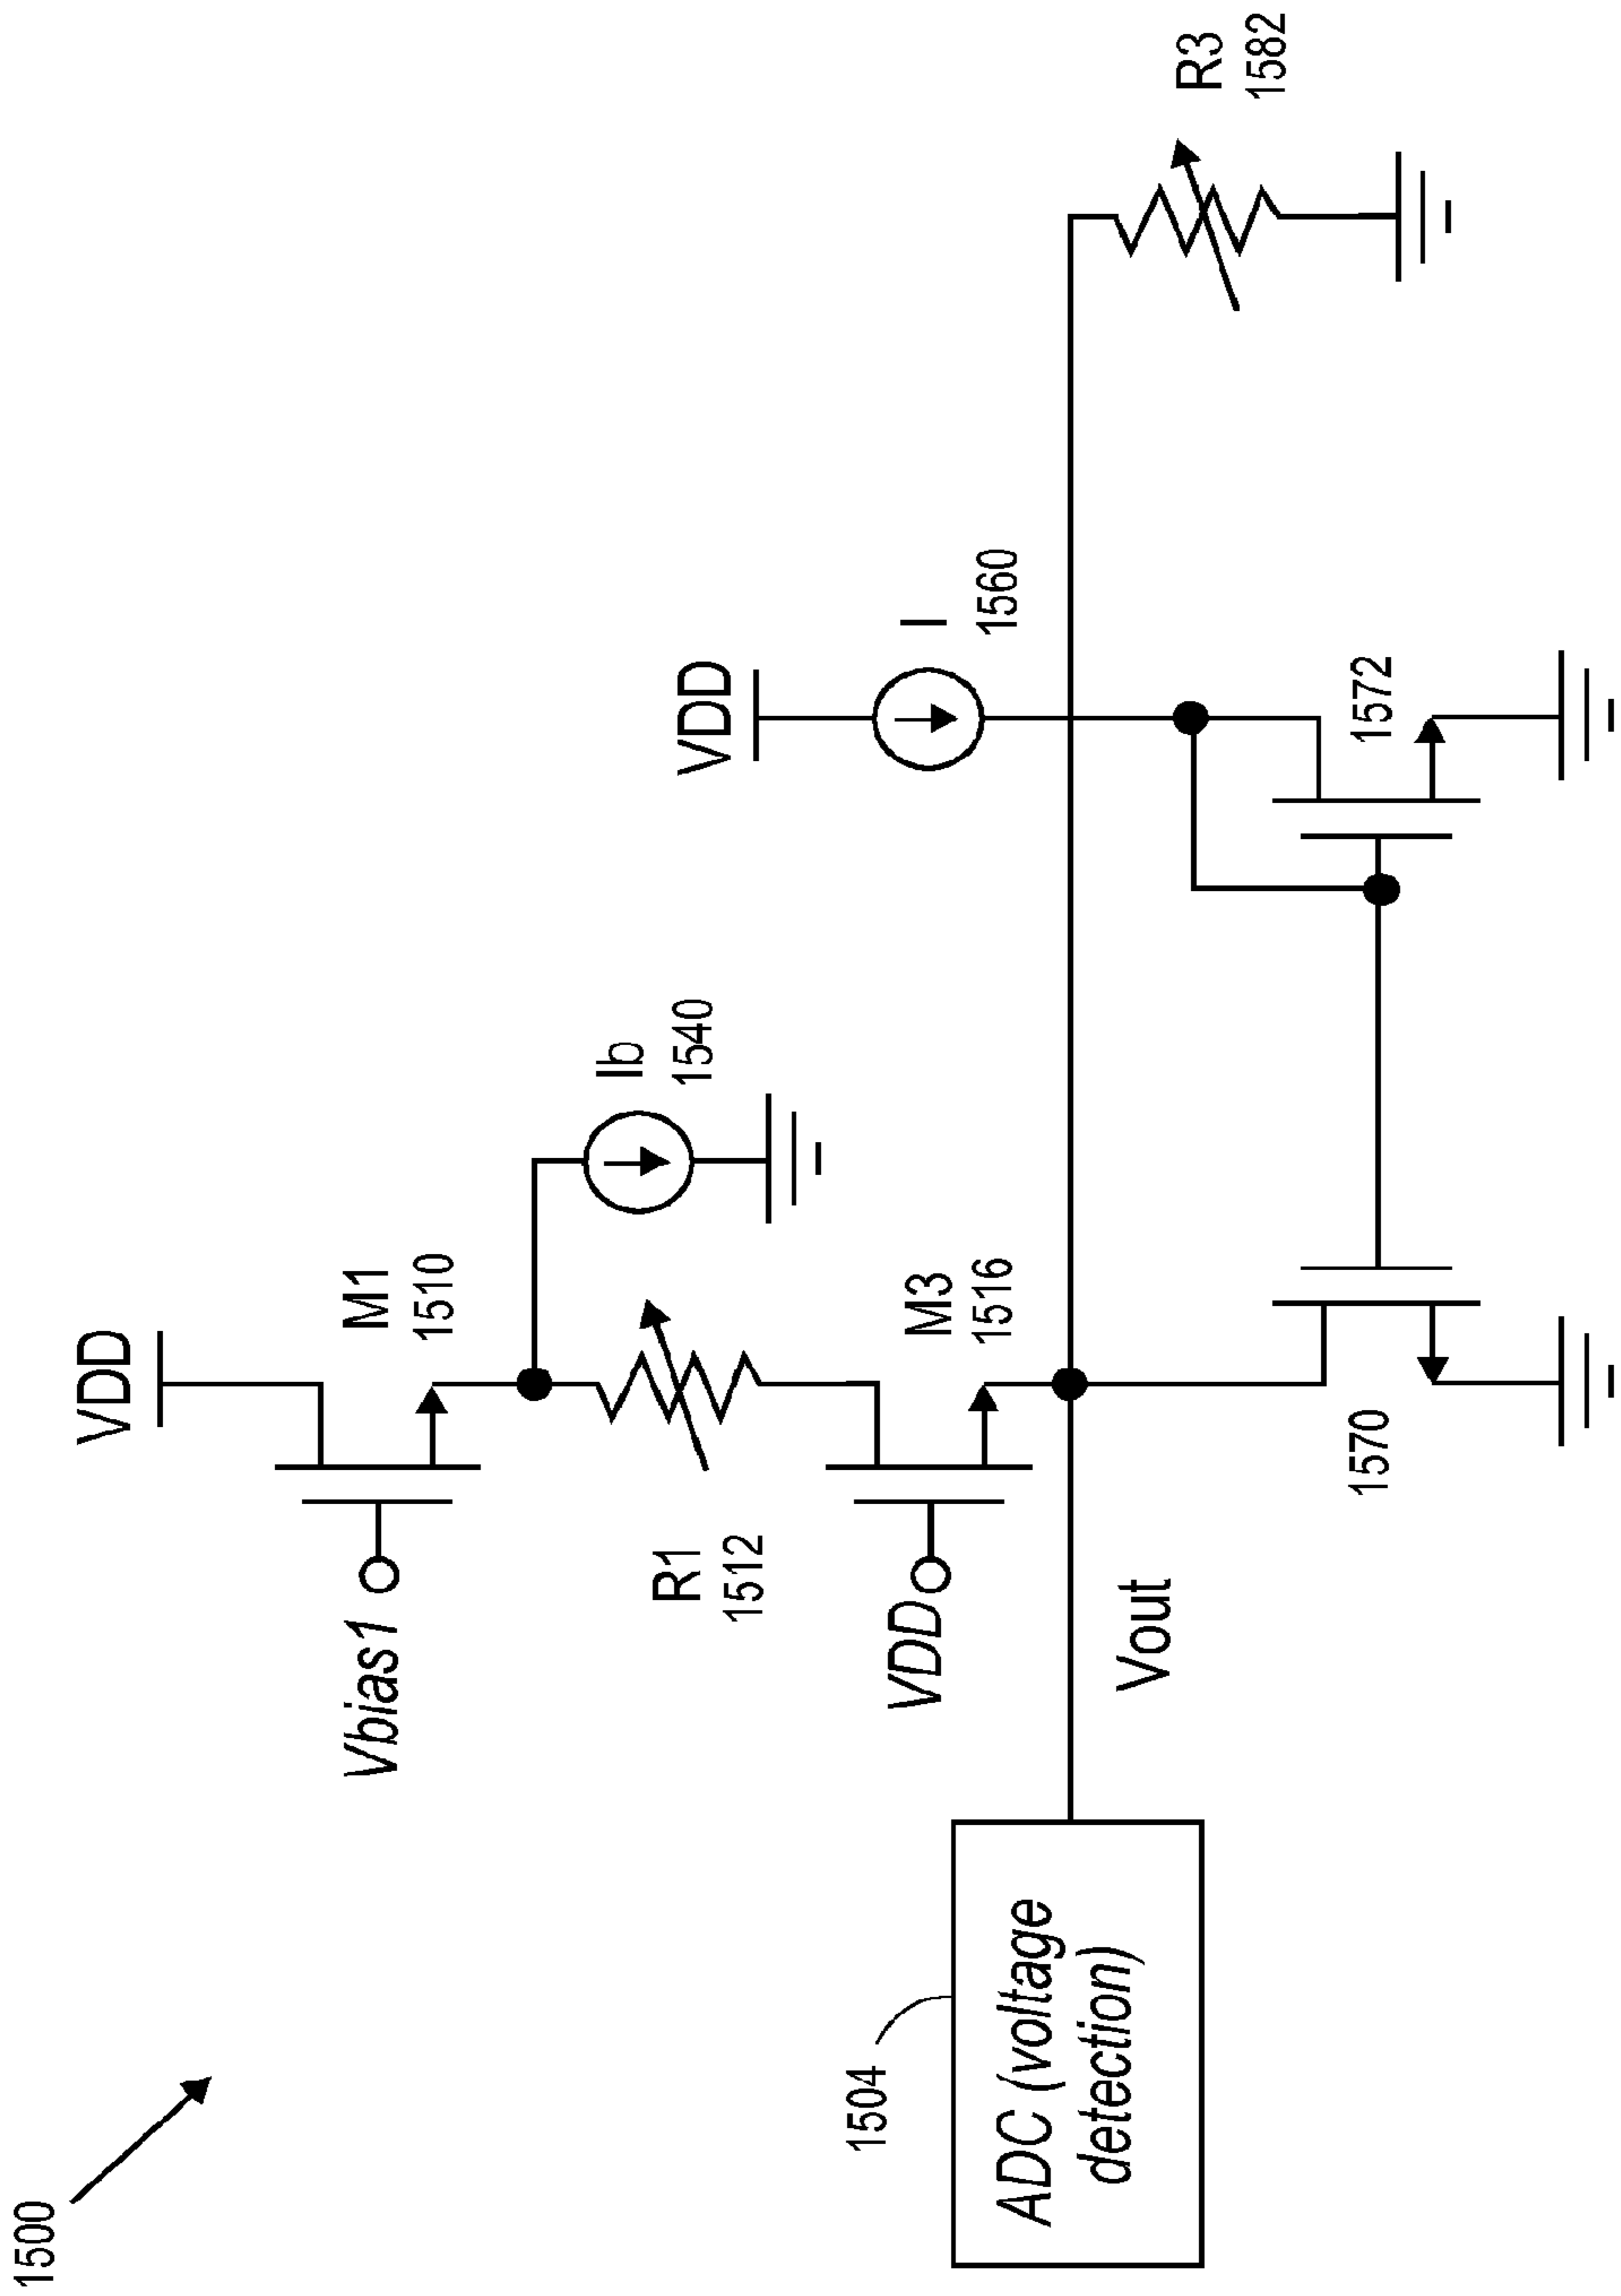 1500
VDD
M1
1510
Vbias1
Ib
1540
R1
1512
VDD
I
1560
M3
1516
VDD
R3
1582
1504
ADC (voltage
detection)
Vout
1570
1572